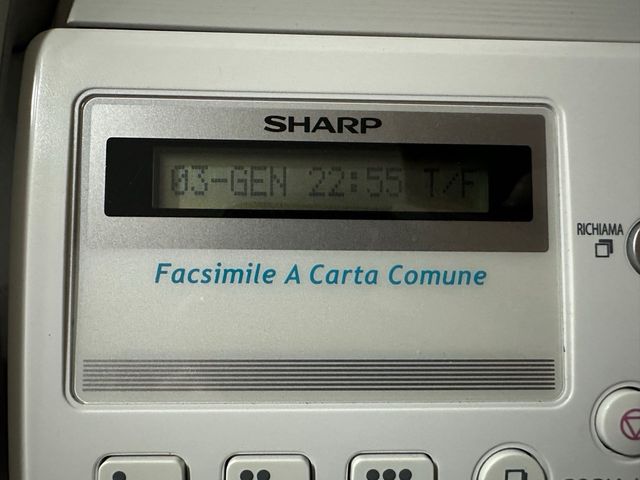 SHARP
03-GEN 22:55 T/F
RICHIAMA
Facsimile A Carta Comune